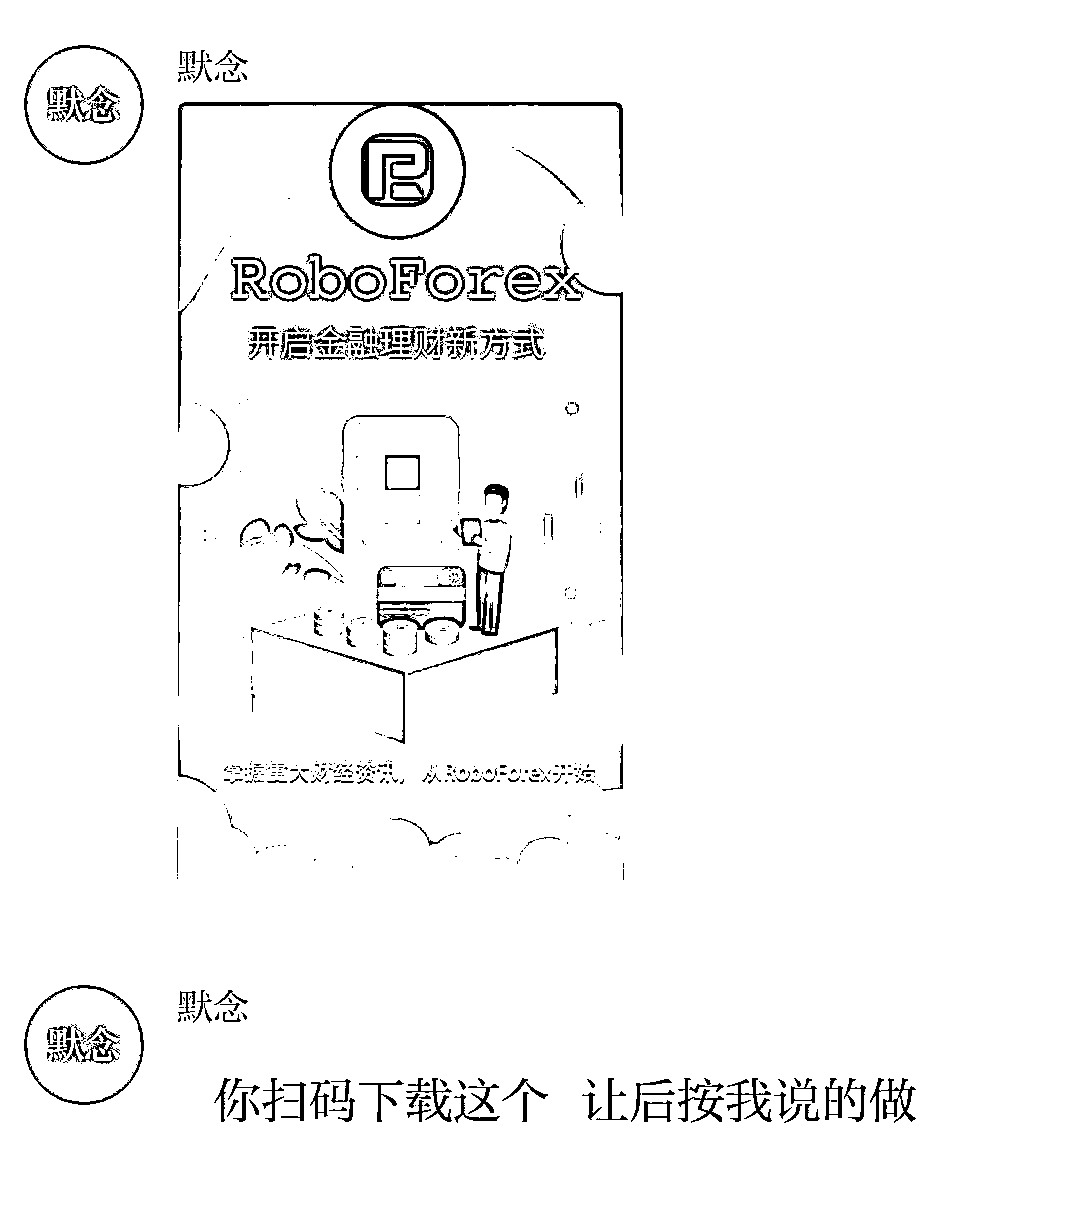 默念
默念
RoboForex
开启金融理财新方式
掌握重大财经资讯，从RoboForex开始
默念
默念
你扫码下载这个 让后按我说的做